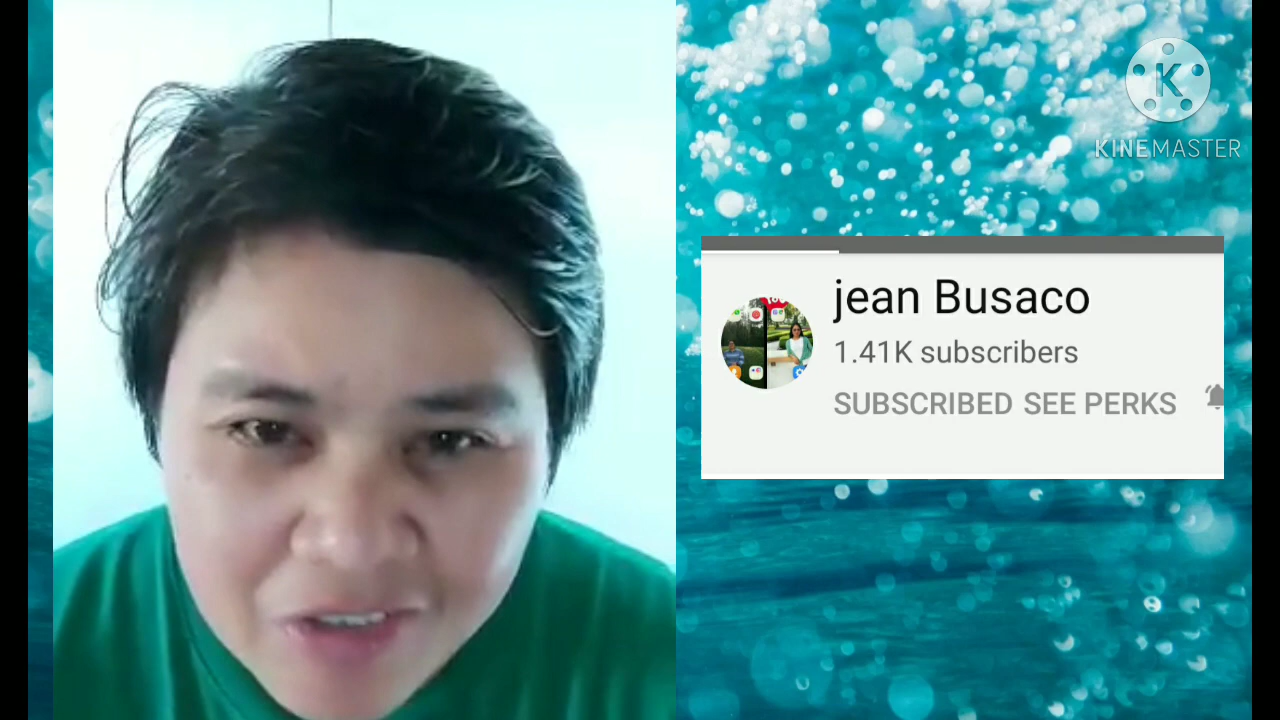 K
KINEMASTER
jean Busaco
1.41K subscribers
SUBSCRIBED SEE PERKS